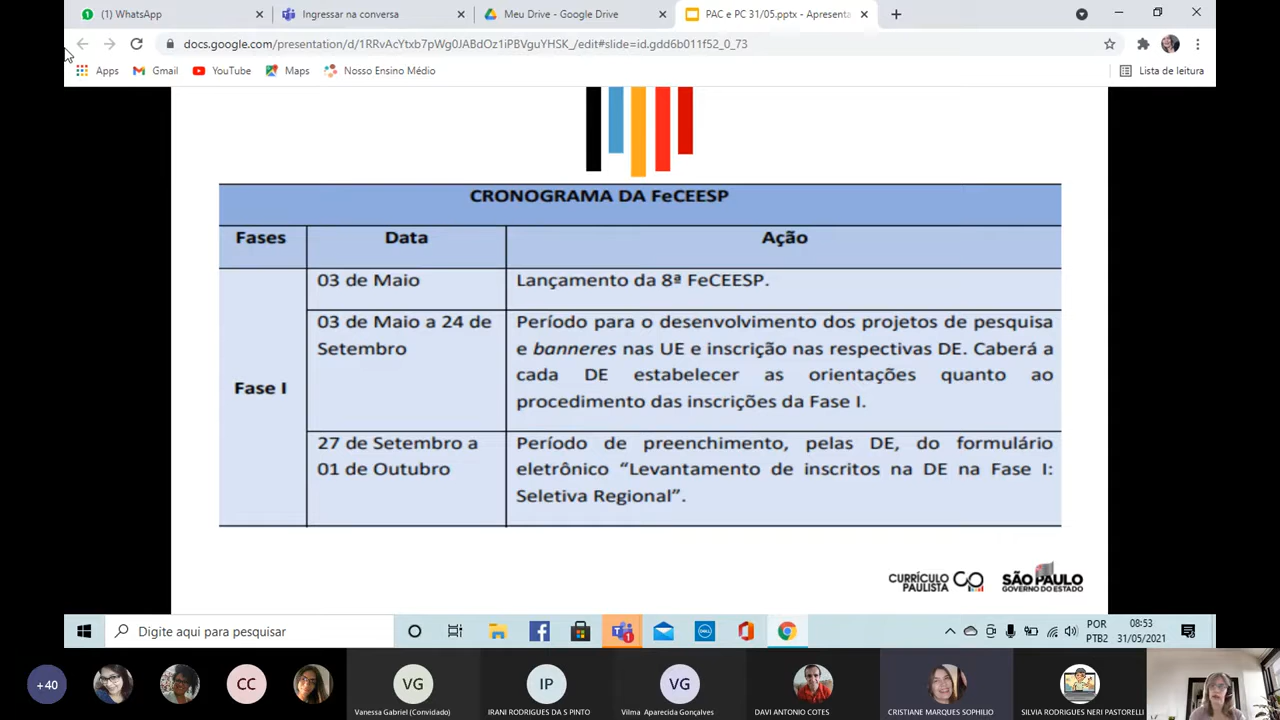 (1) WhatsApp
Ingressar na conversa
Meu Drive - Google Drive
PAC e PC 31/05.pptx - Apresenta
docs.google.com/presentation/d/1RRvAcYtxb7pWg0JABdOz1iPBVguYHSK_/edit#slide=id.gdd6b011f52_0_73
Apps
Gmail
YouTube
Maps
Nosso Ensino Médio
Lista de leitura
CRONOGRAMA DA FeCEESP
Fases
Data
Ação
Fase I
03 de Maio
Lançamento da 8ª FeCEESP.
03 de Maio a 24 de
Setembro
Período para o desenvolvimento dos projetos de pesquisa
e banneres nas UE e inscrição nas respectivas DE. Caberá a
cada DE estabelecer as orientações quanto ao
procedimento das inscrições da Fase I.
27 de Setembro a
01 de Outubro
Período de preenchimento, pelas DE, do formulário
eletrônico “Levantamento de inscritos na DE na Fase I:
Seletiva Regional”.
CURRÍCULO
PAULISTA
SÃO PAULO
GOVERNO DO ESTADO
Digite aqui para pesquisar
DELL
1
POR
PTB2
08:53
31/05/2021
+40
CC
VG
Vanessa Gabriel (Convidado)
IP
IRANI RODRIGUES DA S PINTO
VG
Vilma Aparecida Gonçalves
DAVI ANTONIO COTES
CRISTIANE MARQUES SOPHILIO
SILVIA RODRIGUES NERI PASTORELLI